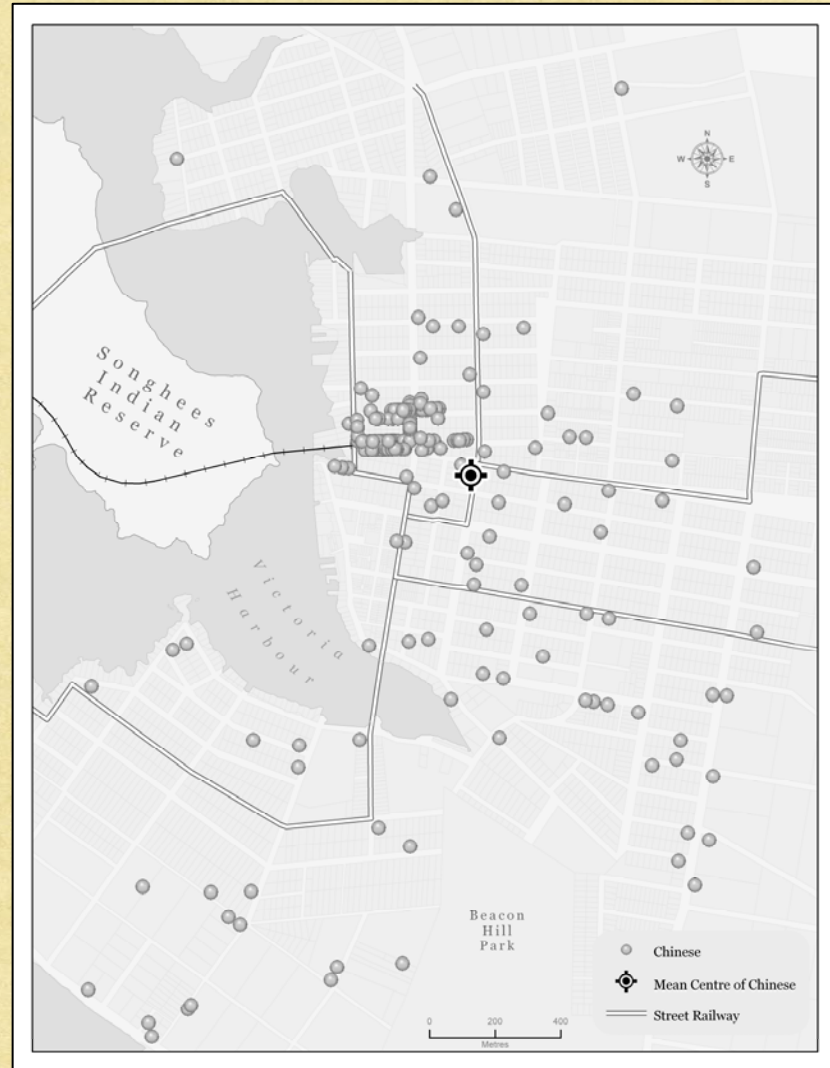 N
W E
S
Songhees
Indian
Reserve
Victoria
Harbour
Beacon
Hill
Park
Chinese
Mean Centre of Chinese
Street Railway
0 200 400
Metres